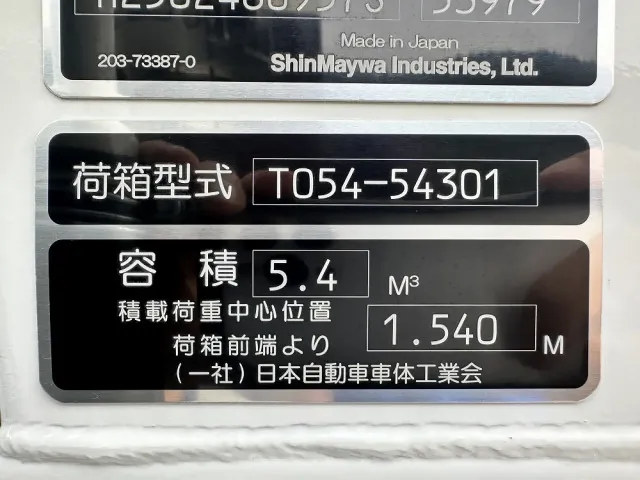 Made in Japan
203-73387-0
ShinMaywa Industries, Ltd.
荷箱型式 T054-54301
容積 5.4 M³
積載荷重中心位置
荷箱前端より 1.540 M
(一社)日本自動車車体工業会